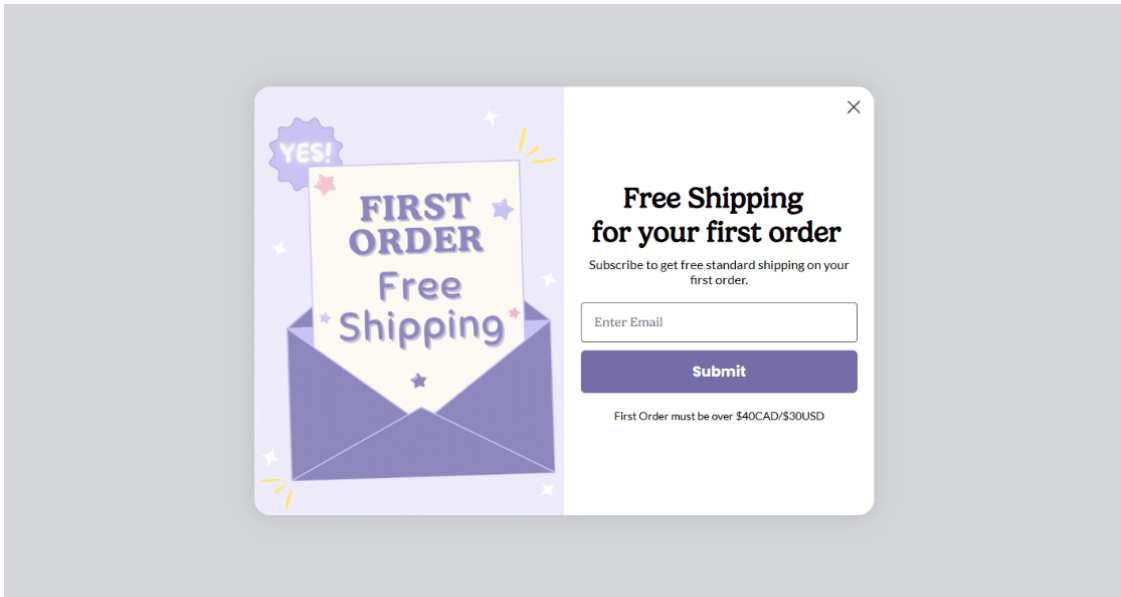 YES!
FIRST
ORDER
Free
Shipping
Free Shipping
for your first order
Subscribe to get free standard shipping on your
first order.
Enter Email
Submit
First Order must be over $40CAD/$30USD